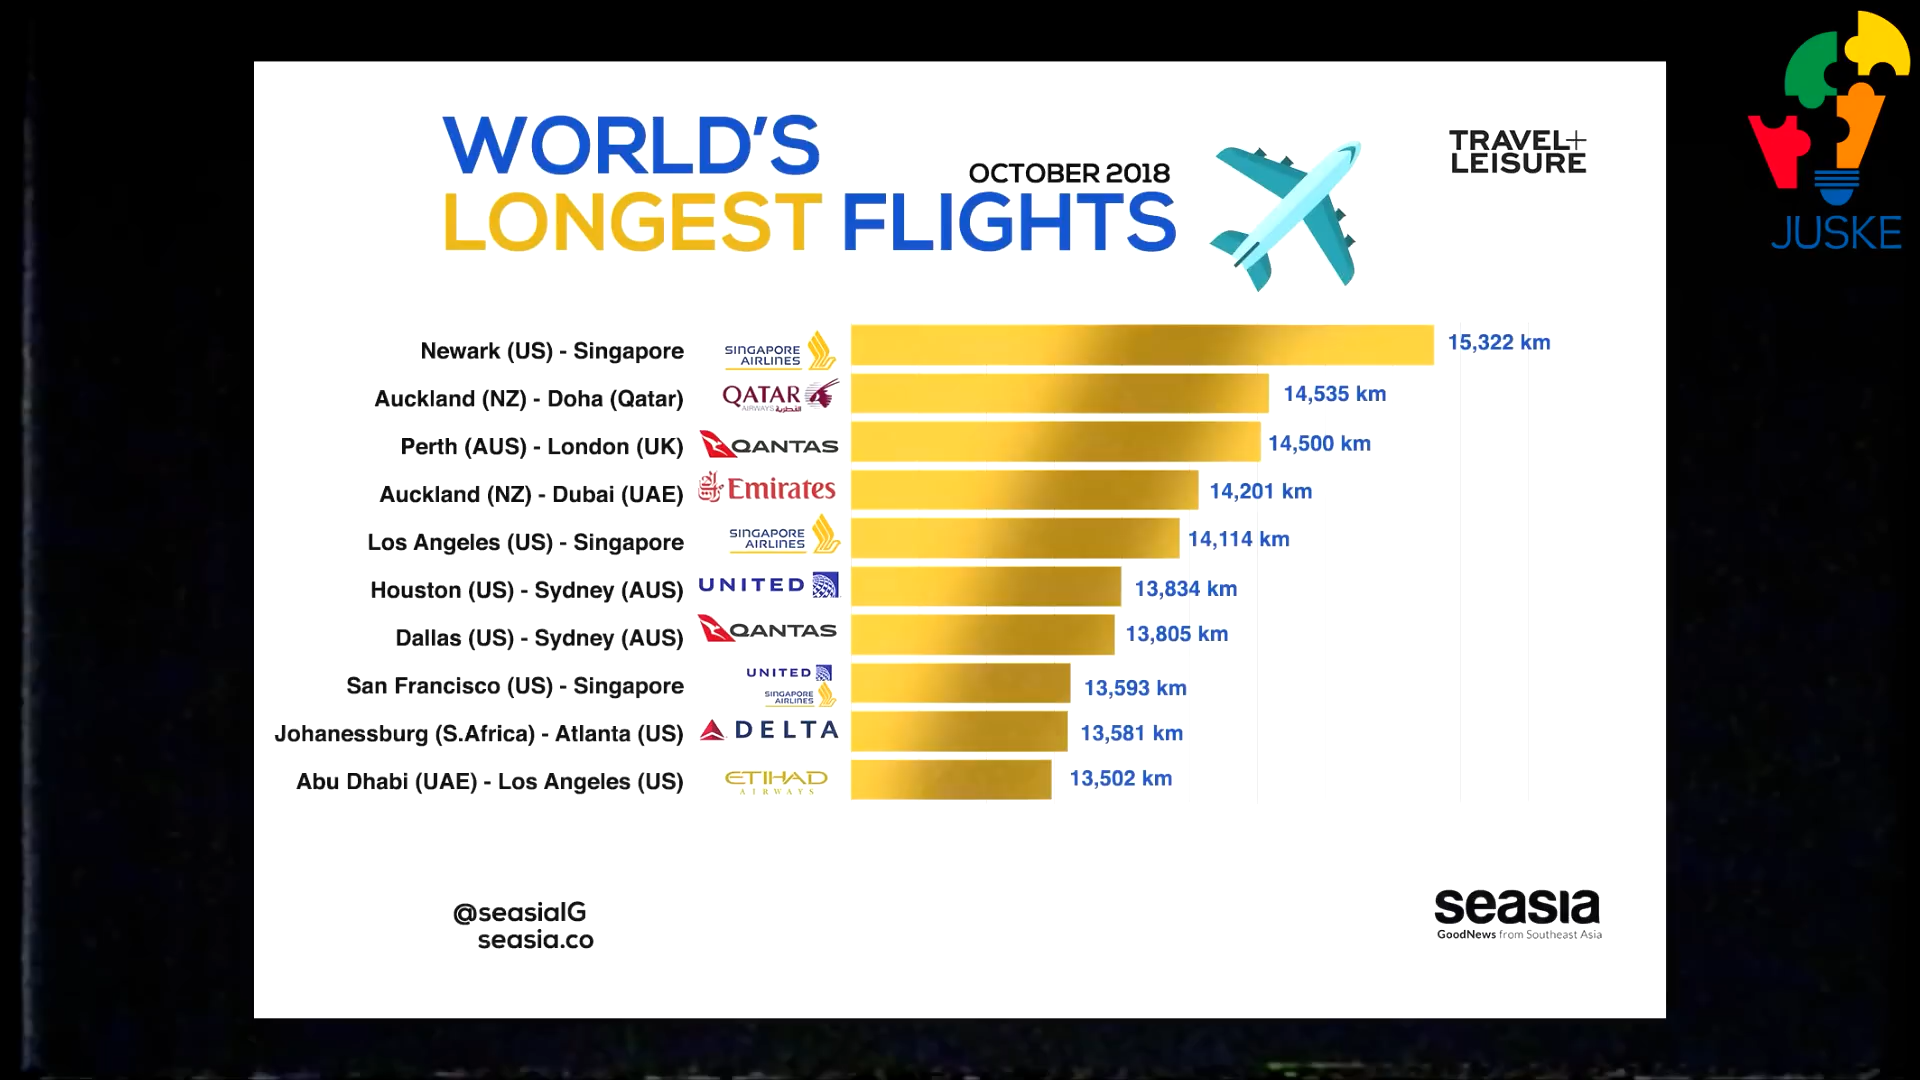 WORLD'S
OCTOBER 2018
LONGEST FLIGHTS
TRAVEL+
LEISURE
JUSKE
Newark (US) - Singapore
SINGAPORE
AIRLINES
15,322 km
Auckland (NZ) - Doha (Qatar)
QATAR
AIRWAYS القطرية
14,535 km
Perth (AUS) - London (UK)
QANTAS
14,500 km
Auckland (NZ) - Dubai (UAE)
Emirates
14,201 km
Los Angeles (US) - Singapore
SINGAPORE
AIRLINES
14,114 km
Houston (US) - Sydney (AUS)
UNITED
13,834 km
Dallas (US) - Sydney (AUS)
QANTAS
13,805 km
San Francisco (US) - Singapore
UNITED
SINGAPORE
AIRLINES
13,593 km
Johanessburg (S.Africa) - Atlanta (US)
DELTA
13,581 km
Abu Dhabi (UAE) - Los Angeles (US)
ETIHAD
AIRWAYS
13,502 km
@seasiaIG
seasia.co
seasia
GoodNews from Southeast Asia